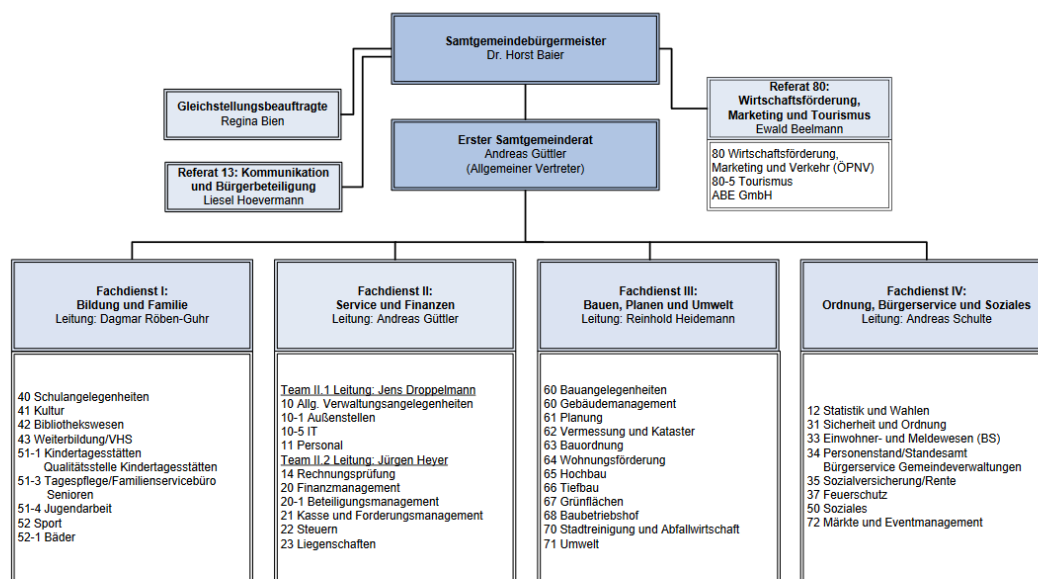 Samtgemeindebürgermeister
Dr. Horst Baier
Gleichstellungsbeauftragte
Regina Bien
Referat 80:
Wirtschaftsförderung,
Marketing und Tourismus
Ewald Beelmann
80 Wirtschaftsförderung,
Marketing und Verkehr (ÖPNV)
80-5 Tourismus
ABE GmbH
Erster Samtgemeinderat
Andreas Güttler
(Allgemeiner Vertreter)
Referat 13: Kommunikation
und Bürgerbeteiligung
Liesel Hoevermann
Fachdienst I:
Bildung und Familie
Leitung: Dagmar Röben-Guhr
40 Schulangelegenheiten
41 Kultur
42 Bibliothekswesen
43 Weiterbildung/VHS
51-1 Kindertagesstätten
Qualitätsstelle Kindertagesstätten
51-3 Tagespflege/Familienservicebüro
Senioren
51-4 Jugendarbeit
52 Sport
52-1 Bäder
Fachdienst II:
Service und Finanzen
Leitung: Andreas Güttler
Team II.1 Leitung: Jens Droppelmann
10 Allg. Verwaltungsangelegenheiten
10-1 Außenstellen
10-5 IT
11 Personal
Team II.2 Leitung: Jürgen Heyer
14 Rechnungsprüfung
20 Finanzmanagement
20-1 Beteiligungsmanagement
21 Kasse und Forderungsmanagement
22 Steuern
23 Liegenschaften
Fachdienst III:
Bauen, Planen und Umwelt
Leitung: Reinhold Heidemann
60 Bauangelegenheiten
60 Gebäudemanagement
61 Planung
62 Vermessung und Kataster
63 Bauordnung
64 Wohnungsförderung
65 Hochbau
66 Tiefbau
67 Grünflächen
68 Baubetriebshof
70 Stadtreinigung und Abfallwirtschaft
71 Umwelt
Fachdienst IV:
Ordnung, Bürgerservice und Soziales
Leitung: Andreas Schulte
12 Statistik und Wahlen
31 Sicherheit und Ordnung
33 Einwohner- und Meldewesen (BS)
34 Personenstand/Standesamt
Bürgerservice Gemeindeverwaltungen
35 Sozialversicherung/Rente
37 Feuerschutz
50 Soziales
72 Märkte und Eventmanagement